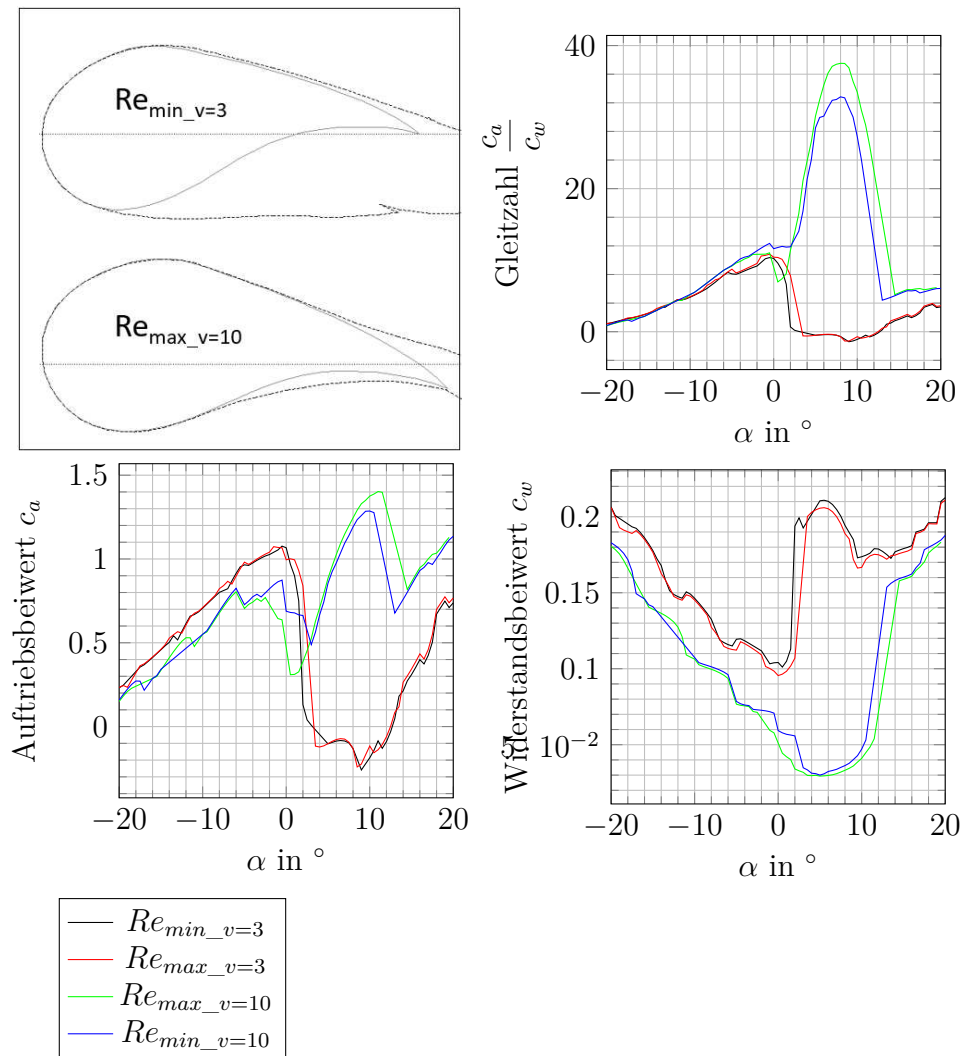 Re_min_v=3
Re_max_v=10
Gleitzahl c_a/c_w
40
20
0
−20 −10 0 10 20
α in °
Auftriebsbeiwert c_a
1.5
1
0.5
0
−20 −10 0 10 20
α in °
Widerstandsbeiwert c_w
0.2
0.15
0.1
10^−2
−20 −10 0 10 20
α in °
Re_min_v=3
Re_max_v=3
Re_max_v=10
Re_min_v=10